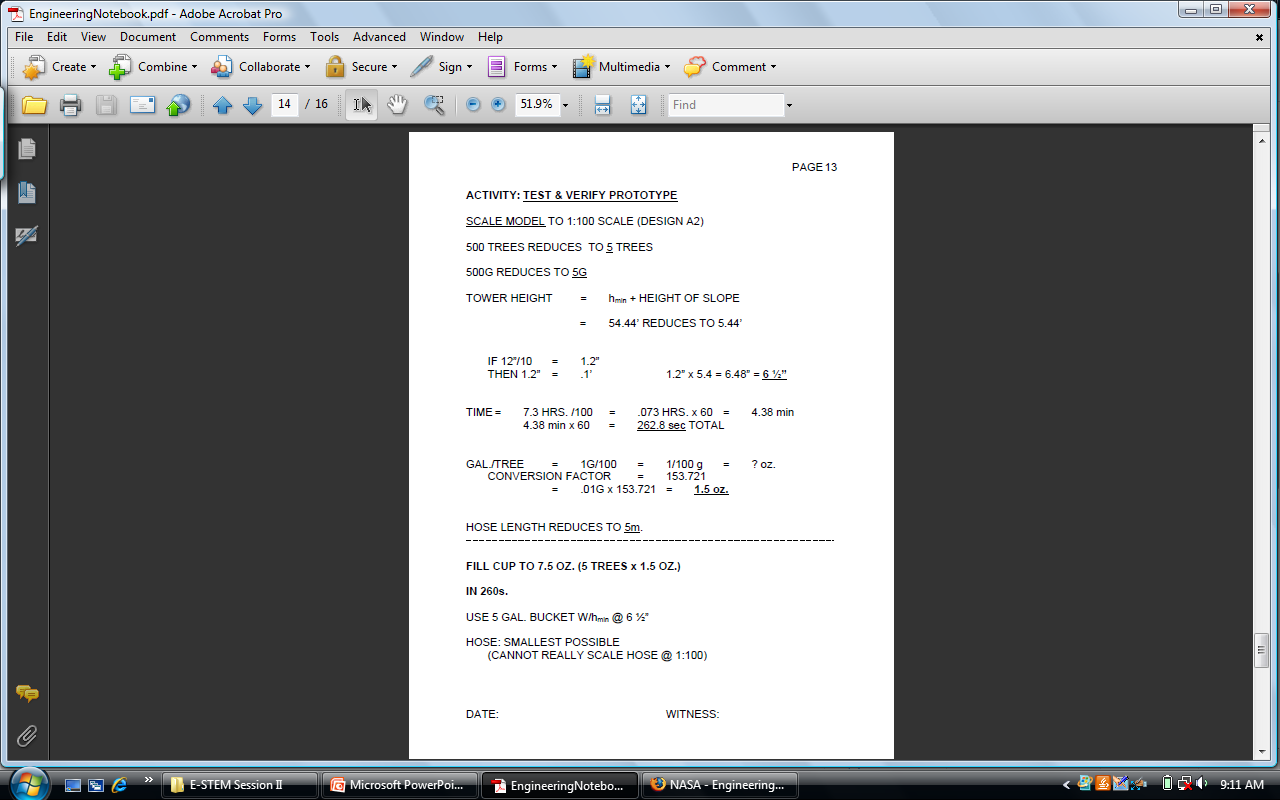 EngineeringNotebook.pdf - Adobe Acrobat Pro
File Edit View Document Comments Forms Tools Advanced Window Help
Create Combine Collaborate Secure Sign Forms Multimedia Comment
14 / 16 51.9% Find
PAGE 13
ACTIVITY: TEST & VERIFY PROTOTYPE
SCALE MODEL TO 1:100 SCALE (DESIGN A2)
500 TREES REDUCES TO 5 TREES
500G REDUCES TO 5G
TOWER HEIGHT = hmin + HEIGHT OF SLOPE
= 54.44' REDUCES TO 5.44'
IF 12"/10 = 1.2"
THEN 1.2" = .1' 1.2" x 5.4 = 6.48" = 6 ½"
TIME = 7.3 HRS. /100 = .073 HRS. x 60 = 4.38 min
4.38 min x 60 = 262.8 sec TOTAL
GAL./TREE = 1G/100 = 1/100 g = ? oz.
CONVERSION FACTOR = 153.721
= .01G x 153.721 = 1.5 oz.
HOSE LENGTH REDUCES TO 5m.
FILL CUP TO 7.5 OZ. (5 TREES x 1.5 OZ.)
IN 260s.
USE 5 GAL. BUCKET W/hmin @ 6 ½"
HOSE: SMALLEST POSSIBLE
(CANNOT REALLY SCALE HOSE @ 1:100)
DATE: WITNESS:
E-STEM Session II Microsoft PowerPoi... EngineeringNotebo... NASA - Engineering... 9:11 AM